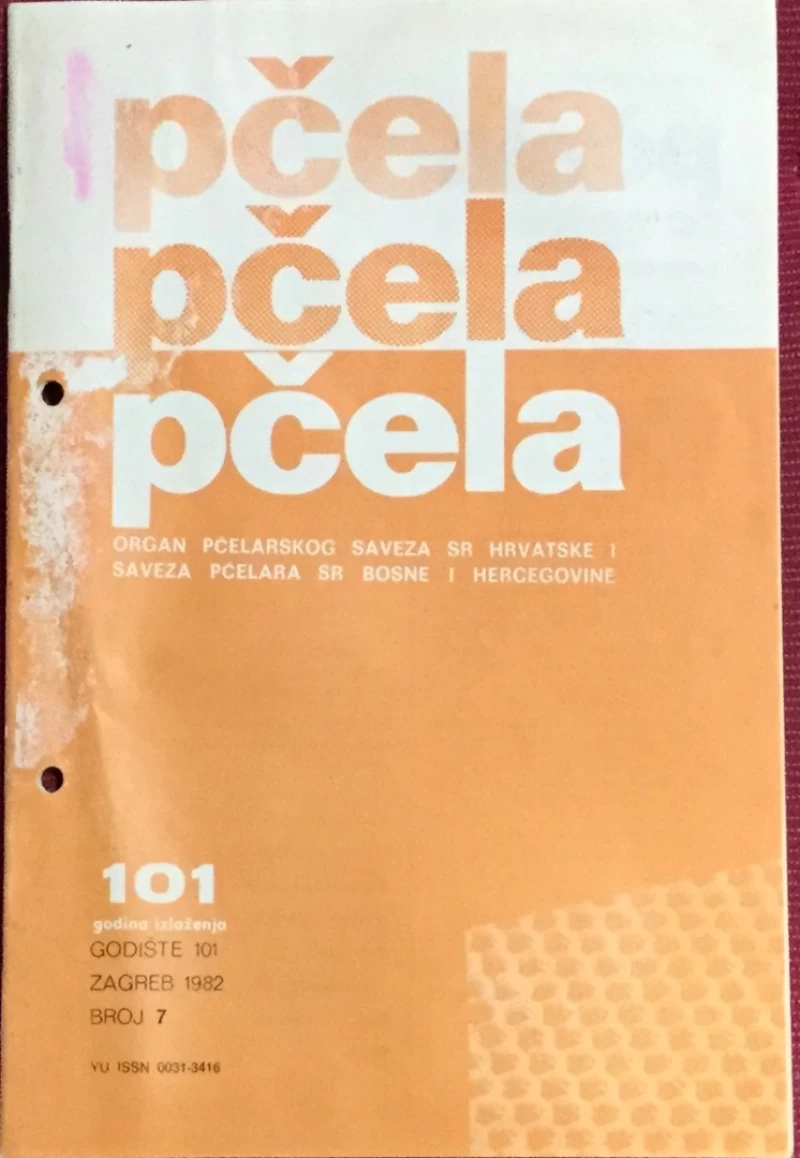 pčela
pčela
pčela
ORGAN PČELARSKOG SAVEZA SR HRVATSKE I
SAVEZA PČELARA SR BOSNE I HERCEGOVINE
101
godina izlaženja
GODIŠTE 101
ZAGREB 1982
BROJ 7
YU ISSN 0031-3416